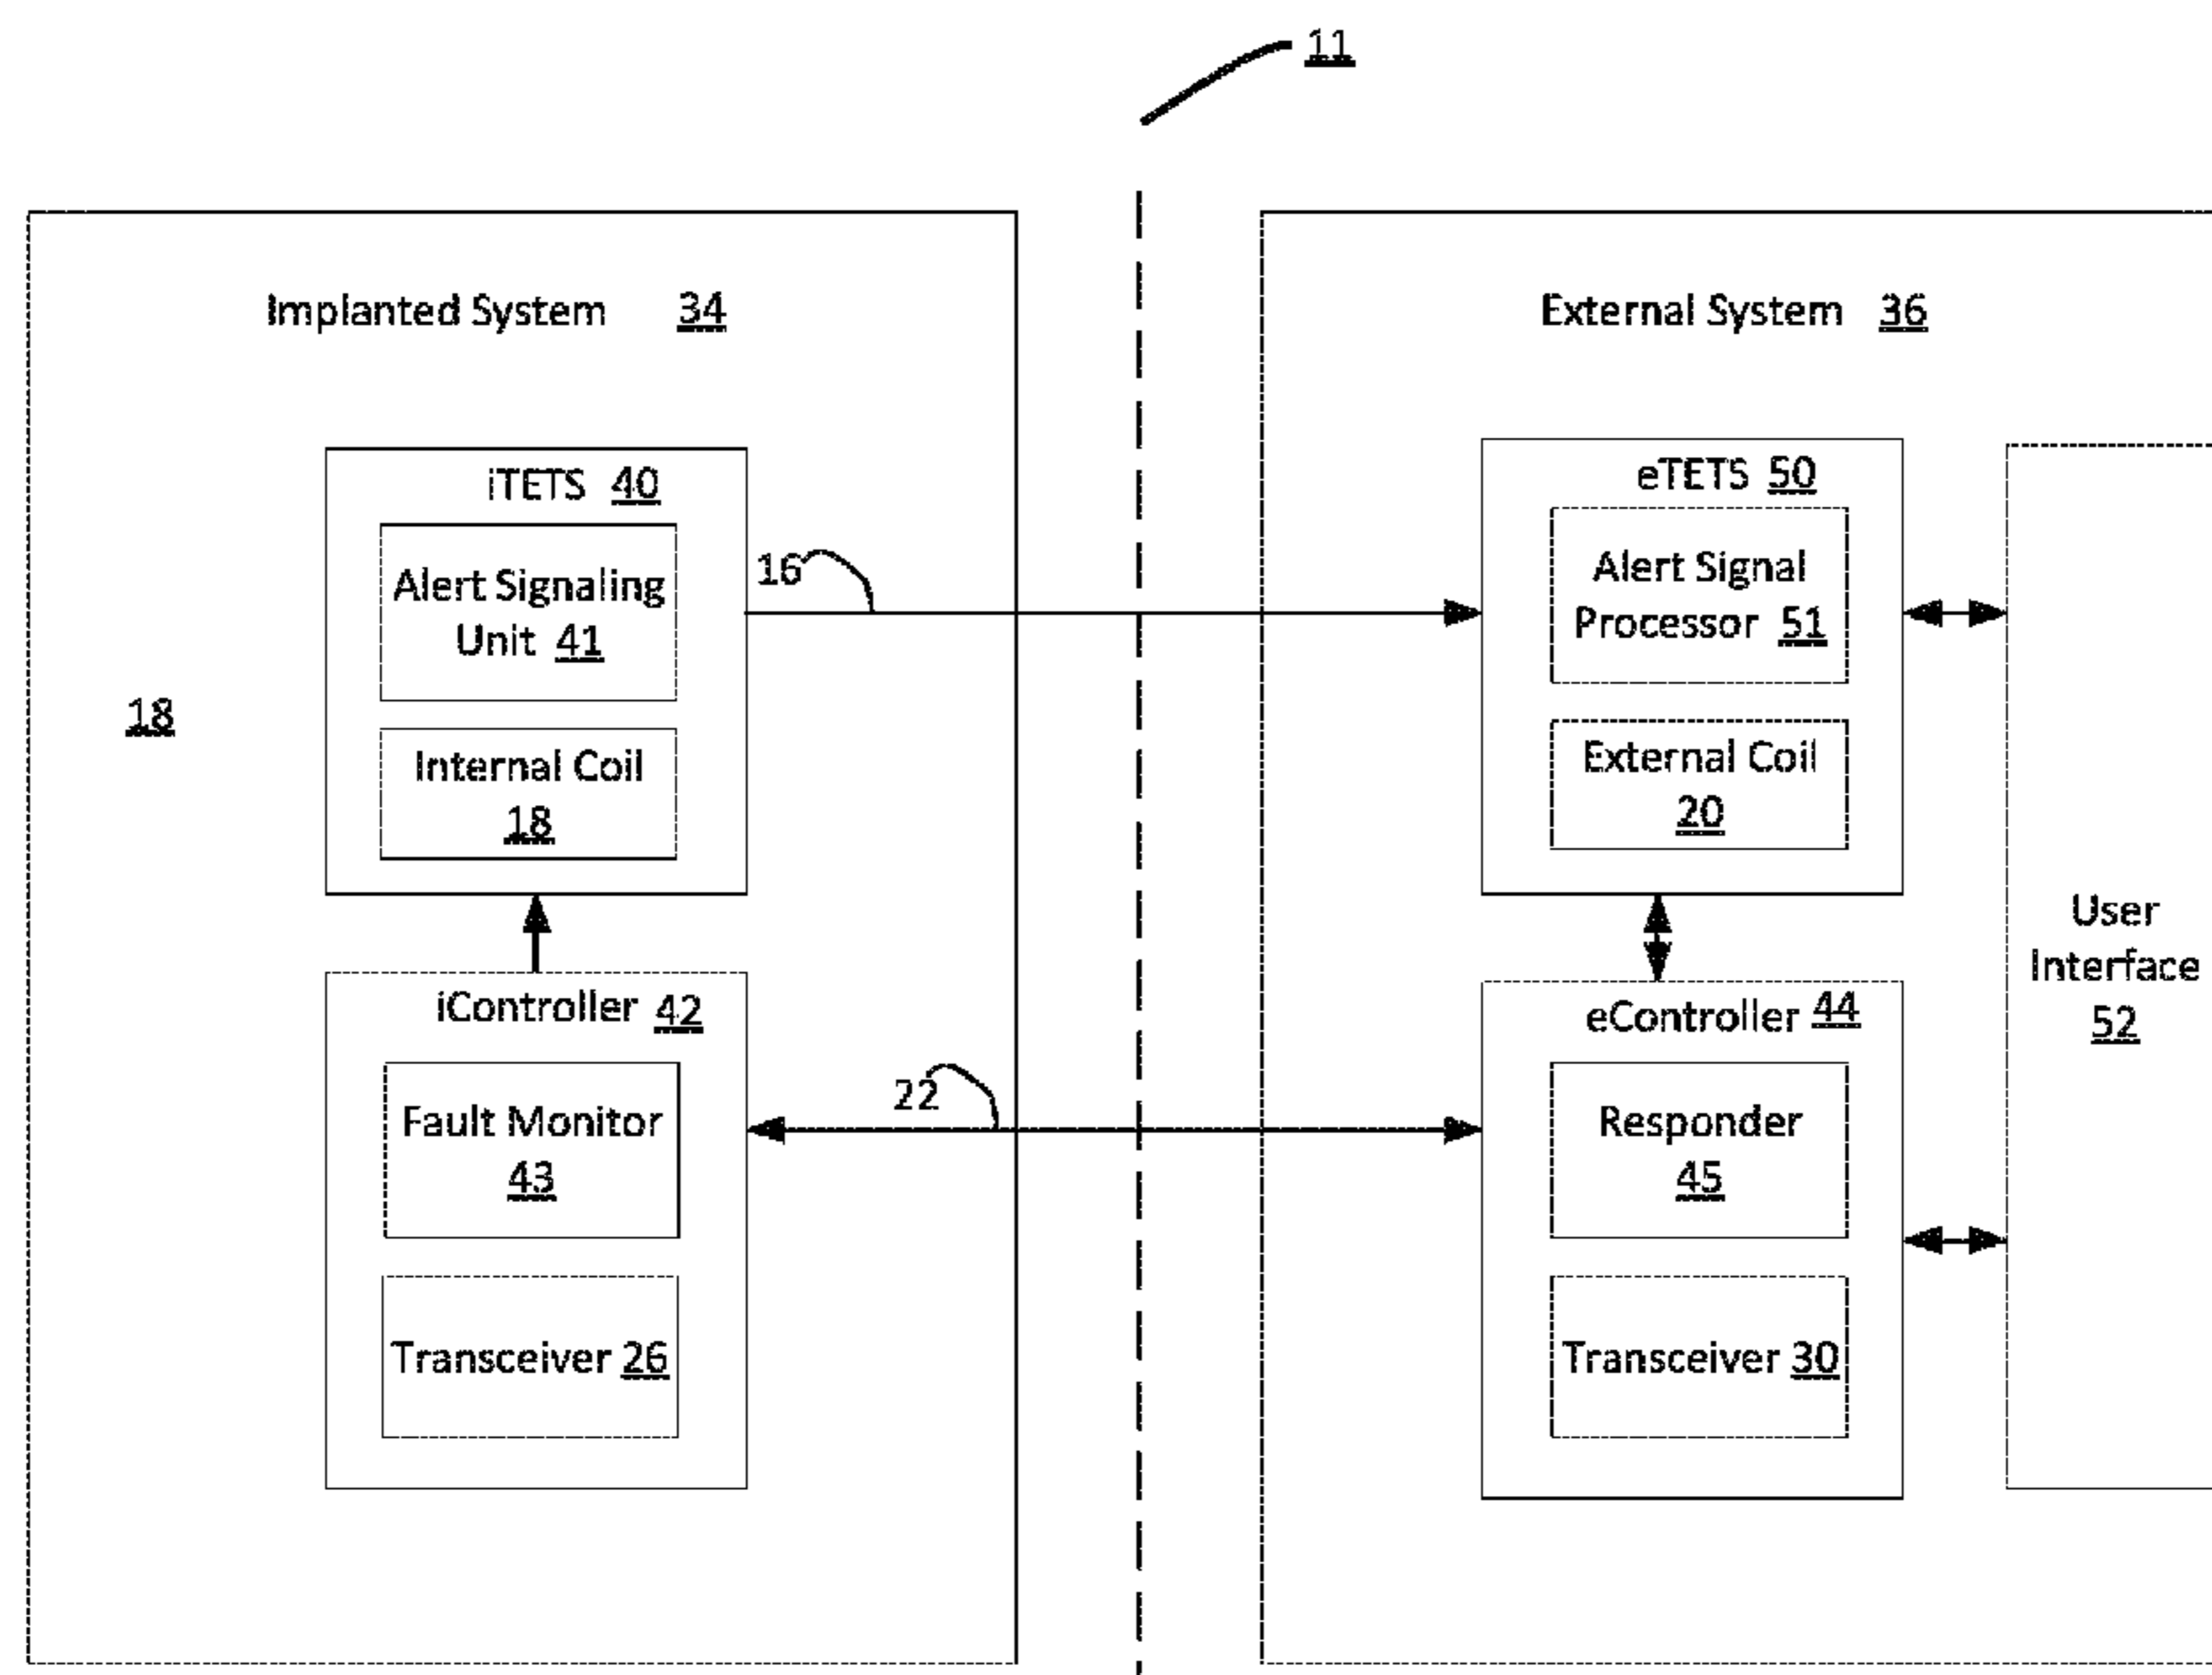 11
Implanted System 34
iTETS 40
Alert Signaling
Unit 41
Internal Coil
18
18
16
iController 42
Fault Monitor
43
Transceiver 26
22
External System 36
eTETS 50
Alert Signal
Processor 51
External Coil
20
eController 44
Responder
45
Transceiver 30
User
Interface
52